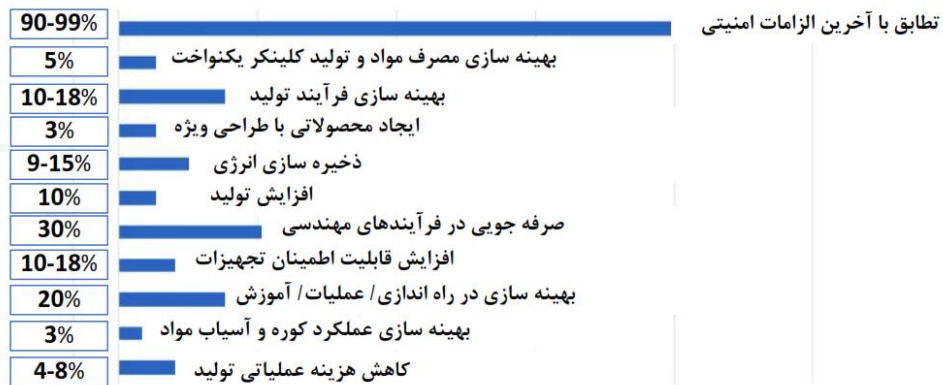 90-99% تطابق با آخرین الزامات امنیتی
5% بهینه سازی مصرف مواد و تولید کلینکر یکنواخت
10-18% بهینه سازی فرآیند تولید
3% ایجاد محصولاتی با طراحی ویژه
9-15% ذخیره سازی انرژی
10% افزایش تولید
30% صرفه جویی در فرآیندهای مهندسی
10-18% افزایش قابلیت اطمینان تجهیزات
20% بهینه سازی در راه اندازی/ عملیات/ آموزش
3% بهینه سازی عملکرد کوره و آسیاب مواد
4-8% کاهش هزینه عملیاتی تولید